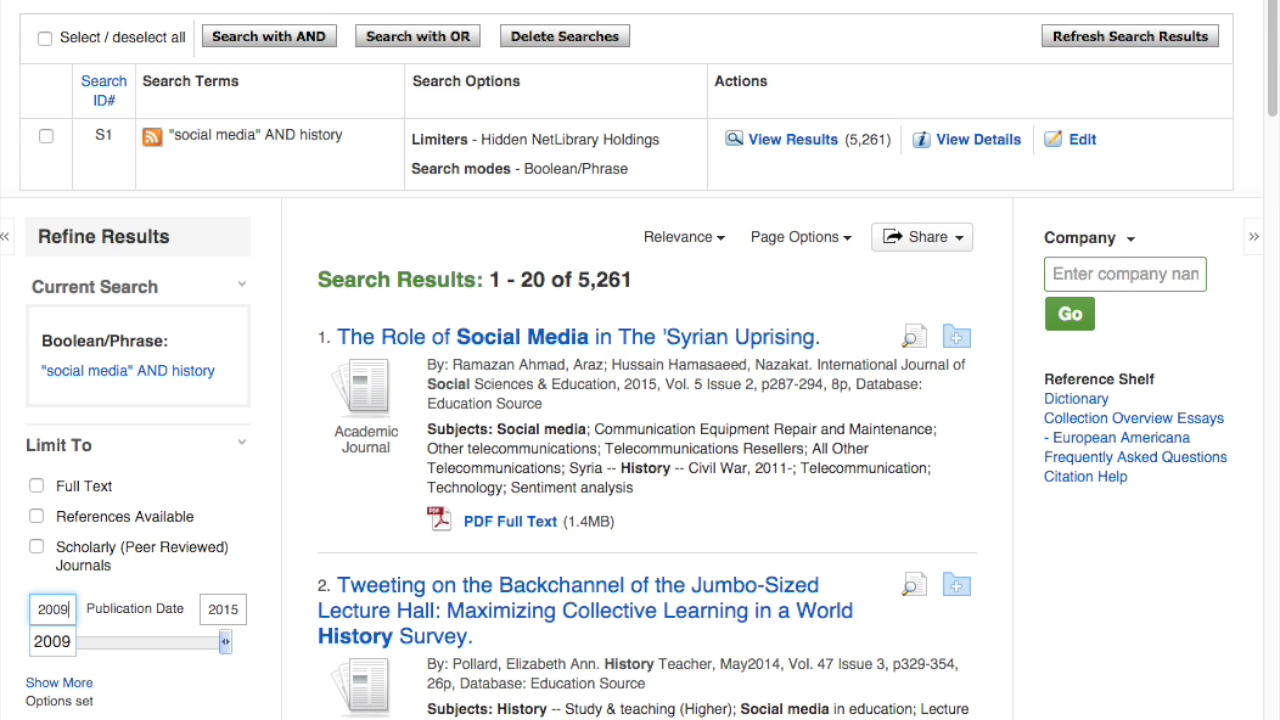 Select / deselect all Search with AND Search with OR Delete Searches Refresh Search Results
Search ID# Search Terms Search Options Actions
S1 "social media" AND history Limiters - Hidden NetLibrary Holdings View Results (5,261) View Details Edit
Search modes - Boolean/Phrase
«
Refine Results
Current Search
Boolean/Phrase:
"social media" AND history
Limit To
Full Text
References Available
Scholarly (Peer Reviewed)
Journals
2009 Publication Date 2015
2009
Show More
Options set
Relevance Page Options Share
Search Results: 1 - 20 of 5,261
1. The Role of Social Media in The 'Syrian Uprising.
By: Ramazan Ahmad, Araz; Hussain Hamasaeed, Nazakat. International Journal of
Social Sciences & Education, 2015, Vol. 5 Issue 2, p287-294, 8p, Database:
Education Source
Academic
Journal
Subjects: Social media; Communication Equipment Repair and Maintenance;
Other telecommunications; Telecommunications Resellers; All Other
Telecommunications; Syria -- History -- Civil War, 2011-; Telecommunication;
Technology; Sentiment analysis
PDF PDF Full Text (1.4MB)
2. Tweeting on the Backchannel of the Jumbo-Sized
Lecture Hall: Maximizing Collective Learning in a World
History Survey.
By: Pollard, Elizabeth Ann. History Teacher, May2014, Vol. 47 Issue 3, p329-354,
26p, Database: Education Source
Subjects: History -- Study & teaching (Higher); Social media in education; Lecture
Company
»
Enter company nan
Go
Reference Shelf
Dictionary
Collection Overview Essays
- European Americana
Frequently Asked Questions
Citation Help